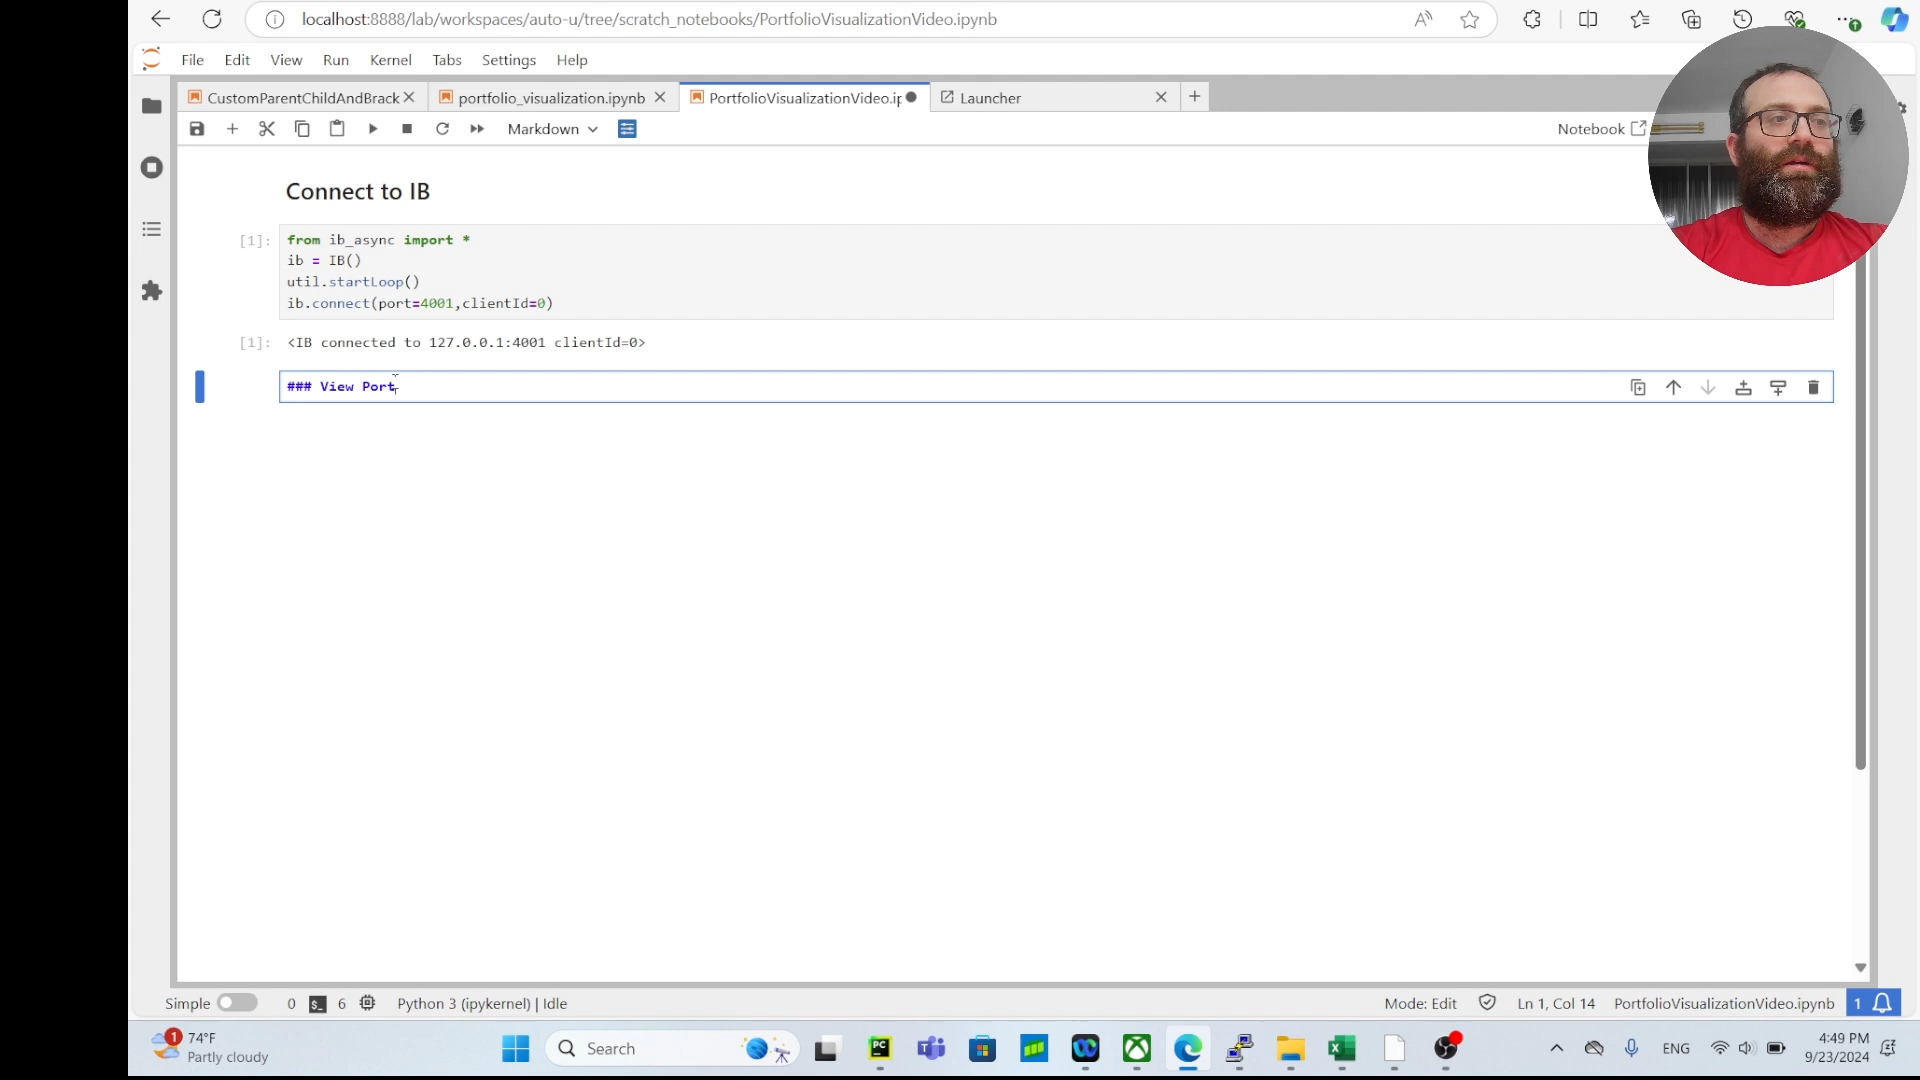 localhost:8888/lab/workspaces/auto-u/tree/scratch_notebooks/PortfolioVisualizationVideo.ipynb
File Edit View Run Kernel Tabs Settings Help
CustomParentChildAndBrack portfolio_visualization.ipynb PortfolioVisualizationVideo.ip Launcher
Markdown Notebook
Connect to IB
[1]: from ib_async import *
ib = IB()
util.startLoop()
ib.connect(port=4001,clientId=0)
[1]: <IB connected to 127.0.0.1:4001 clientId=0>
### View Port
Simple 0 6 Python 3 (ipykernel) | Idle Mode: Edit Ln 1, Col 14 PortfolioVisualizationVideo.ipynb 1
1 74°F Search PC ENG 4:49 PM
Partly cloudy 9/23/2024